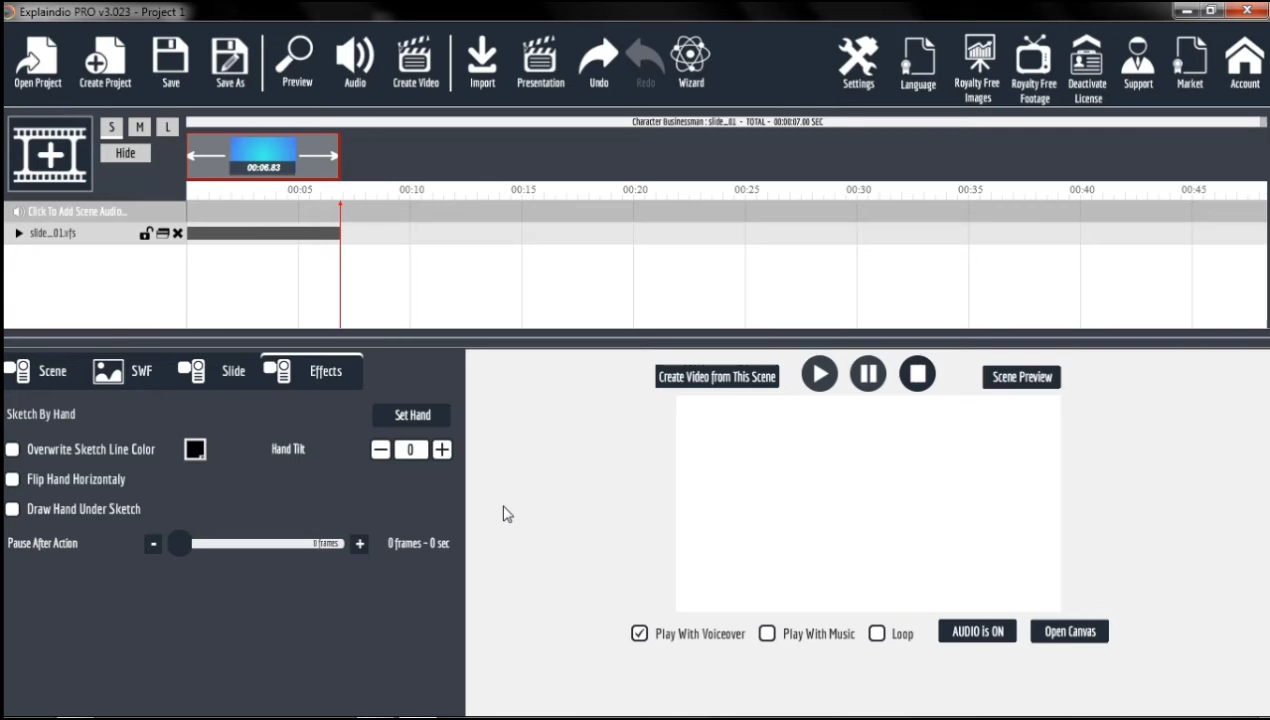 Explaindio PRO v3.023 - Project 1
Open Project
Create Project
Save
Save As
Preview
Audio
Create Video
Import
Presentation
Undo
Redo
Wizard
Settings
Language
Royalty Free
Images
Royalty Free
Footage
Deactivate
License
Support
Market
Account
S M L
Hide
Character Businessman : slide_01 - TOTAL - 00:00:07.00 SEC
00:06.83
00:05 00:10 00:15 00:20 00:25 00:30 00:35 00:40 00:45
Click To Add Scene Audio...
slide_01.vfs
Scene SWF Slide Effects
Sketch By Hand Set Hand
Overwrite Sketch Line Color Hand Tilt 0
Flip Hand Horizontaly
Draw Hand Under Sketch
Pause After Action - 0 frames + 0 frames - 0 sec
Create Video from This Scene
Scene Preview
Play With Voiceover Play With Music Loop AUDIO is ON Open Canvas